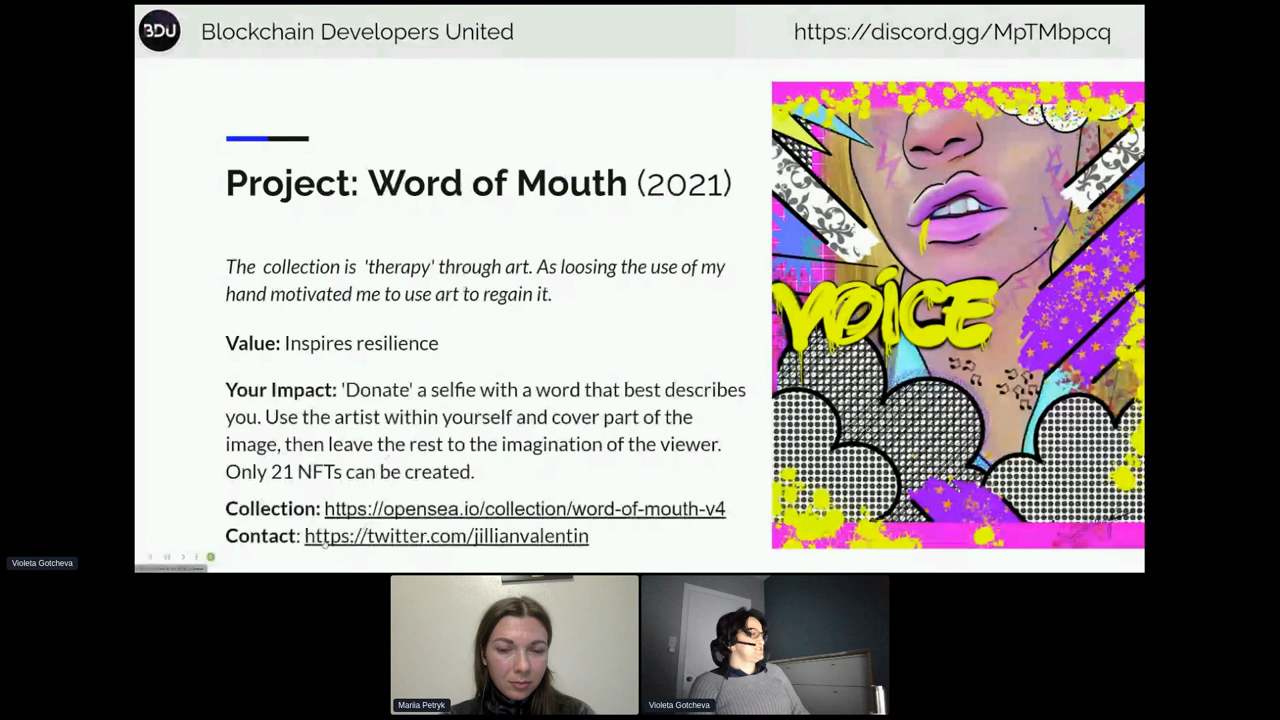 BDU
Blockchain Developers United
https://discord.gg/MpTMbpcq
Project: Word of Mouth (2021)
The collection is 'therapy' through art. As loosing the use of my
hand motivated me to use art to regain it.
Value: Inspires resilience
Your Impact: 'Donate' a selfie with a word that best describes
you. Use the artist within yourself and cover part of the
image, then leave the rest to the imagination of the viewer.
Only 21 NFTs can be created.
Collection: https://opensea.io/collection/word-of-mouth-v4
Contact: https://twitter.com/jillianvalentin
VOICE
Violeta Gotcheva
Mariia Petryk
Violeta Gotcheva